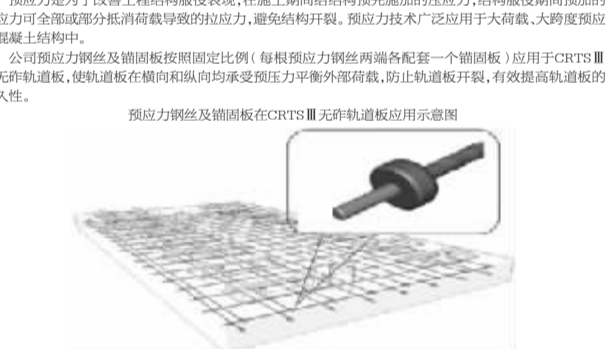 预应力是为了改善工程结构服役表现,在施工期间给结构预先施加的压应力,结构服役期间预加的
应力可全部或部分抵消荷载导致的拉应力,避免结构开裂。预应力技术广泛应用于大荷载、大跨度预应
混凝土结构中。
公司预应力钢丝及锚固板按照固定比例(每根预应力钢丝两端各配套一个锚固板)应用于CRTSⅢ
无砟轨道板,使轨道板在横向和纵向均承受预压力平衡外部荷载,防止轨道板开裂,有效提高轨道板的
久性。
预应力钢丝及锚固板在CRTSⅢ无砟轨道板应用示意图